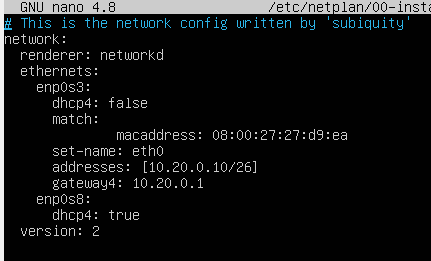 GNU nano 4.8 /etc/netplan/00-insta
# This is the network config written by 'subiquity'
network:
  renderer: networkd
  ethernets:
    enp0s3:
      dhcp4: false
      match:
              macaddress: 08:00:27:27:d9:ea
      set-name: eth0
      addresses: [10.20.0.10/26]
      gateway4: 10.20.0.1
    enp0s8:
      dhcp4: true
  version: 2